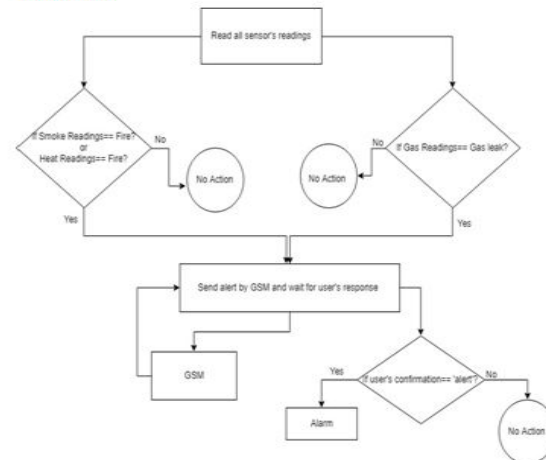 Read all sensor's readings
If Smoke Readings== Fire?
or
Heat Readings== Fire?
No
No Action
No
No Action
If Gas Readings== Gas leak?
Yes
Yes
Send alert by GSM and wait for user's response
GSM
Yes
If user's confirmation== 'alert'?
No
Alarm
No Action